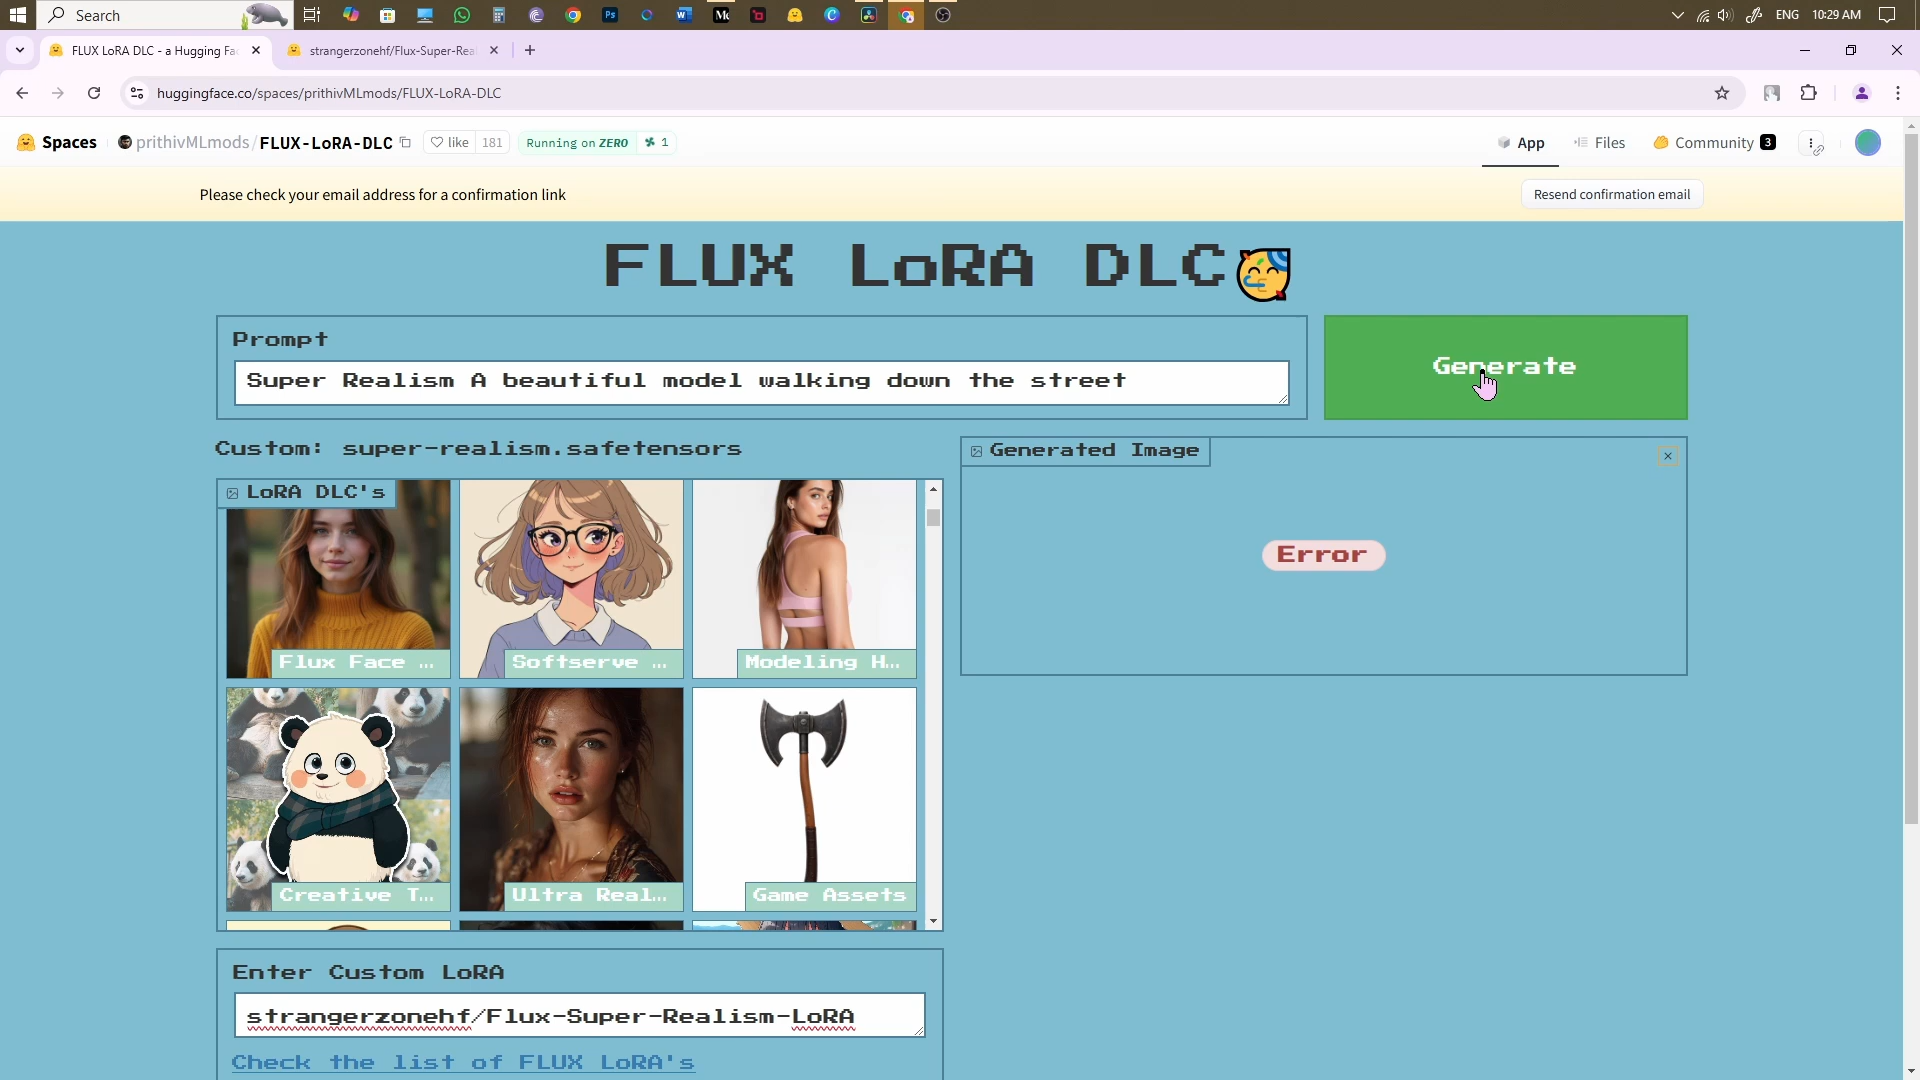 Search
ENG
10:29 AM
FLUX LoRA DLC - a Hugging Fa
strangerzonehf/Flux-Super-Rea
huggingface.co/spaces/prithivMLmods/FLUX-LoRA-DLC
Spaces
prithivMLmods/FLUX-LoRA-DLC
like 181
Running on ZERO
1
App
Files
Community 3
Please check your email address for a confirmation link
Resend confirmation email
FLUX LoRA DLC
Prompt
Super Realism A beautiful model walking down the street
Generate
Custom: super-realism.safetensors
Generated Image
Error
LoRA DLC's
Flux Face ...
Softserve ...
Modeling H...
Creative T...
Ultra Real...
Game Assets
Enter Custom LoRA
strangerzonehf/Flux-Super-Realism-LoRA
Check the list of FLUX LoRA's